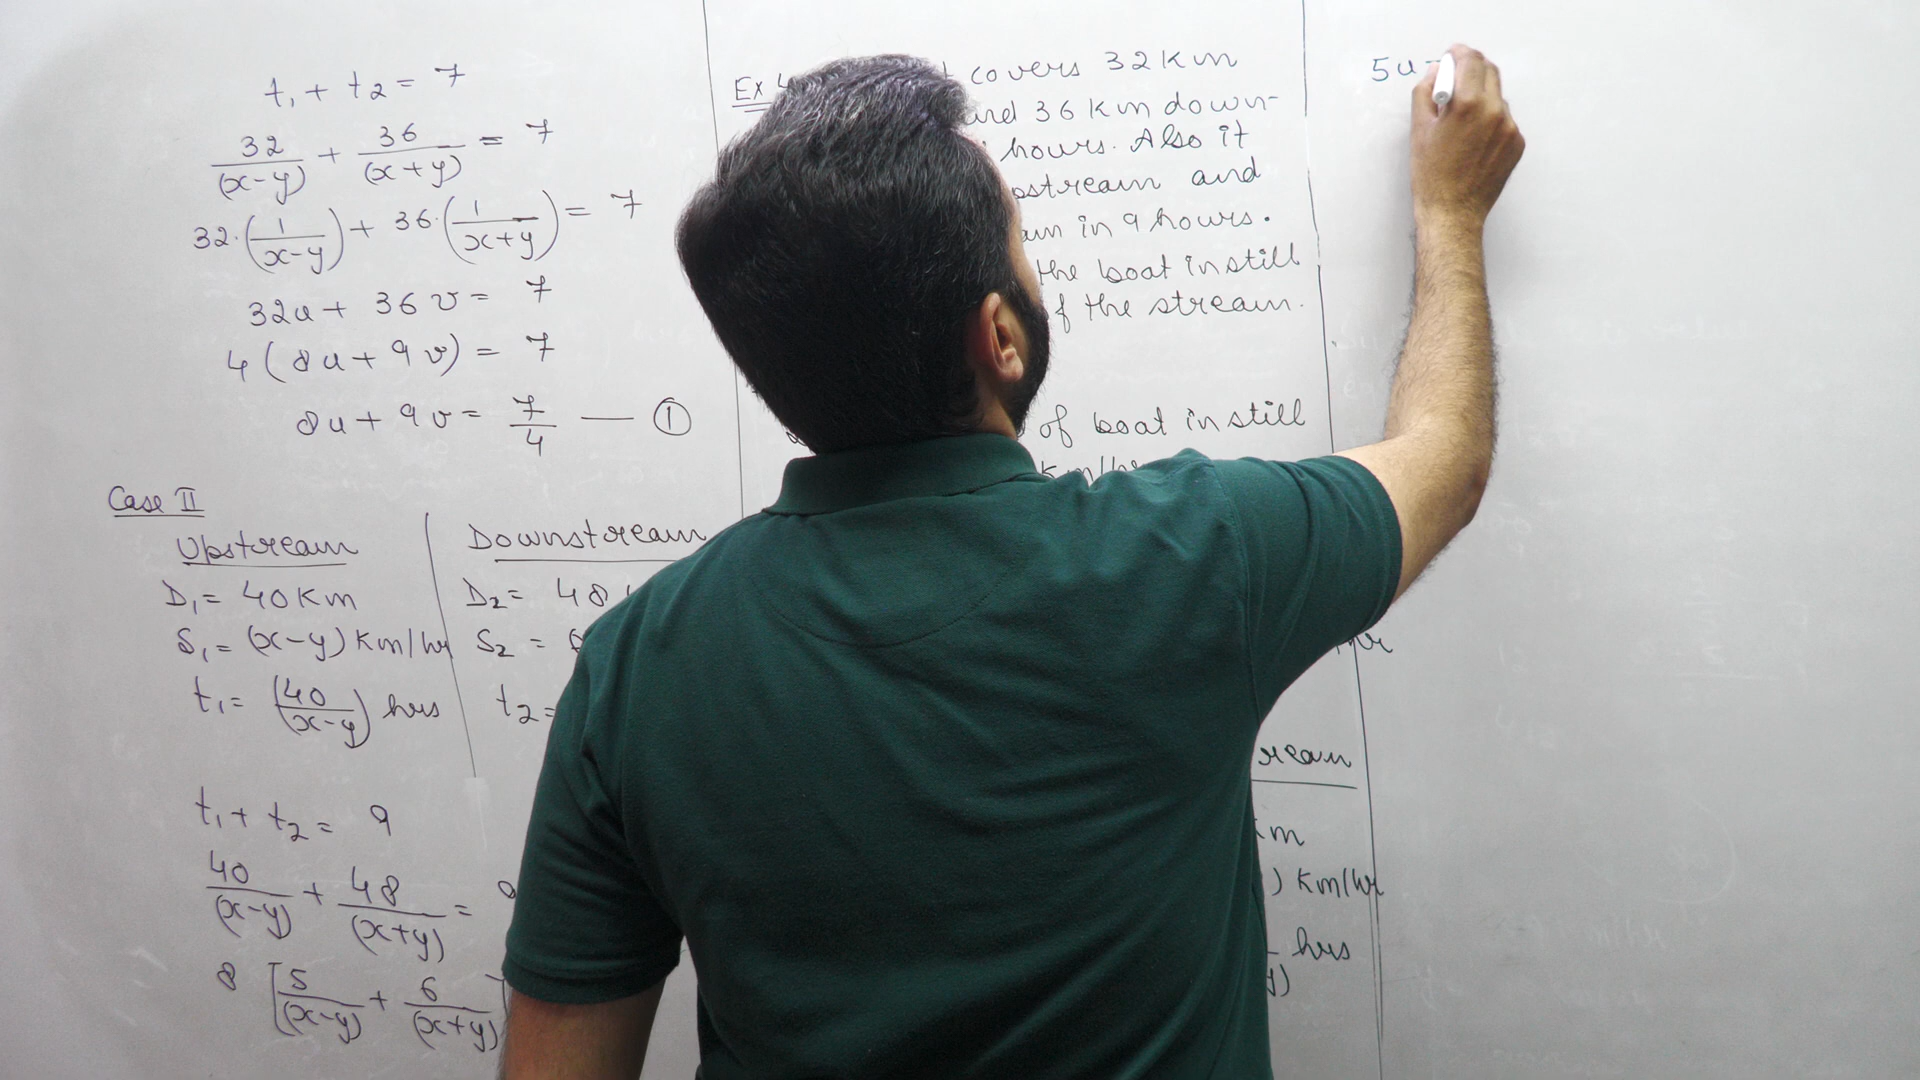 t₁ + t₂ = 7
32/(x-y) + 36/(x+y) = 7
32·(1/(x-y)) + 36·(1/(x+y)) = 7
32u + 36v = 7
4(8u + 9v) = 7
8u + 9v = 7/4 — ①
Case II
Upstream
D₁ = 40 Km
S₁ = (x-y) Km/hr
t₁ = (40/(x-y)) hrs
Downstream
D₂ = 48
S₂ =
t₂ =
t₁ + t₂ = 9
40/(x-y) + 48/(x+y) = 9
8 [5/(x-y) + 6/(x+y)
Ex 4
covers 32 Km
and 36 Km down-
hours. Also it
upstream and
in 9 hours.
the boat in still
of the stream.
of boat in still
Km/hr
hr
ream
Km
) Km/hr
hrs
y)
5u